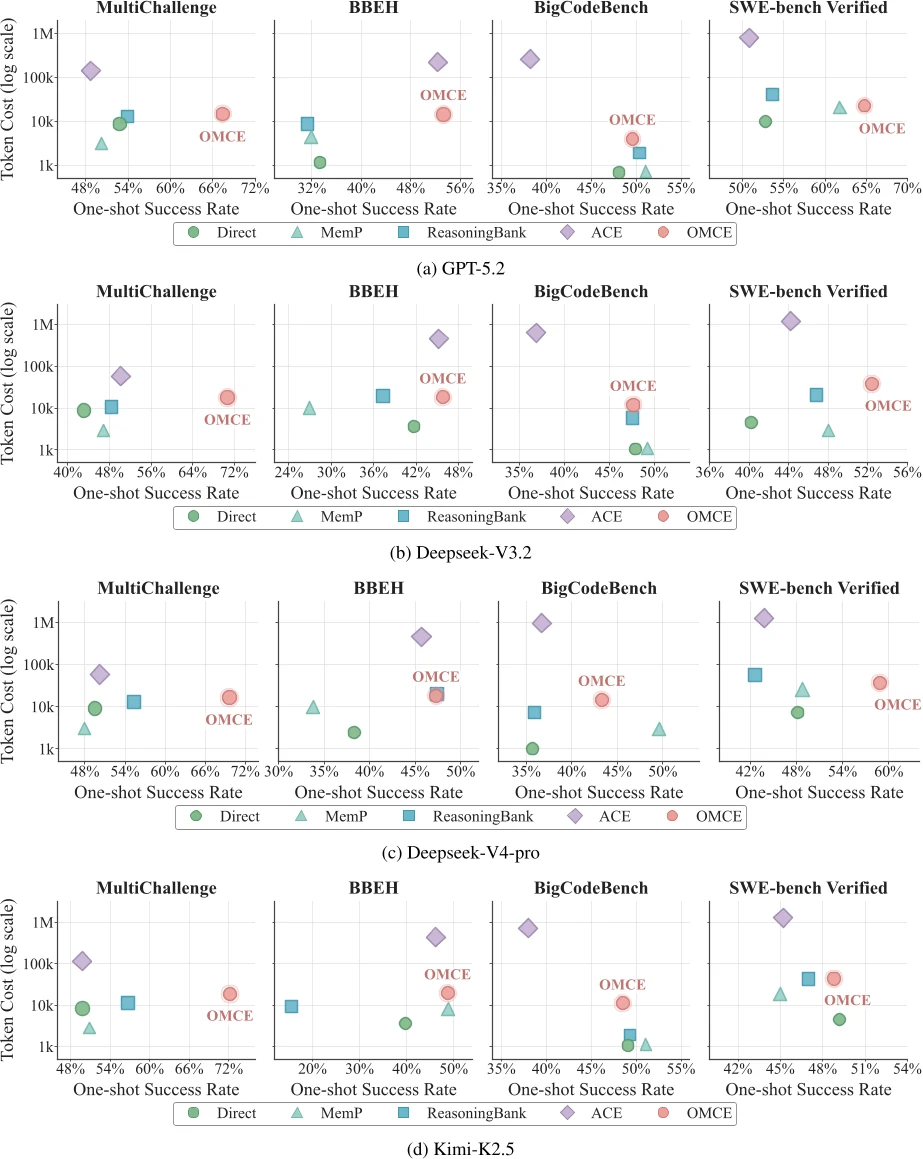 MultiChallenge BBEH BigCodeBench SWE-bench Verified
Token Cost (log scale)
1M
100k
10k
1k
OMCE OMCE OMCE OMCE
48% 54% 60% 66% 72% 32% 40% 48% 56% 35% 40% 45% 50% 55% 50% 55% 60% 65% 70%
One-shot Success Rate One-shot Success Rate One-shot Success Rate One-shot Success Rate
Direct MemP ReasoningBank ACE OMCE
(a) GPT-5.2
MultiChallenge BBEH BigCodeBench SWE-bench Verified
Token Cost (log scale)
1M
100k
10k
1k
OMCE OMCE OMCE OMCE
40% 48% 56% 64% 72% 24% 30% 36% 42% 48% 35% 40% 45% 50% 36% 40% 44% 48% 52% 56%
One-shot Success Rate One-shot Success Rate One-shot Success Rate One-shot Success Rate
Direct MemP ReasoningBank ACE OMCE
(b) Deepseek-V3.2
MultiChallenge BBEH BigCodeBench SWE-bench Verified
Token Cost (log scale)
1M
100k
10k
1k
OMCE OMCE OMCE OMCE
48% 54% 60% 66% 72% 30% 35% 40% 45% 50% 35% 40% 45% 50% 42% 48% 54% 60%
One-shot Success Rate One-shot Success Rate One-shot Success Rate One-shot Success Rate
Direct MemP ReasoningBank ACE OMCE
(c) Deepseek-V4-pro
MultiChallenge BBEH BigCodeBench SWE-bench Verified
Token Cost (log scale)
1M
100k
10k
1k
OMCE OMCE OMCE OMCE
48% 54% 60% 66% 72% 20% 30% 40% 50% 35% 40% 45% 50% 55% 42% 45% 48% 51% 54%
One-shot Success Rate One-shot Success Rate One-shot Success Rate One-shot Success Rate
Direct MemP ReasoningBank ACE OMCE
(d) Kimi-K2.5